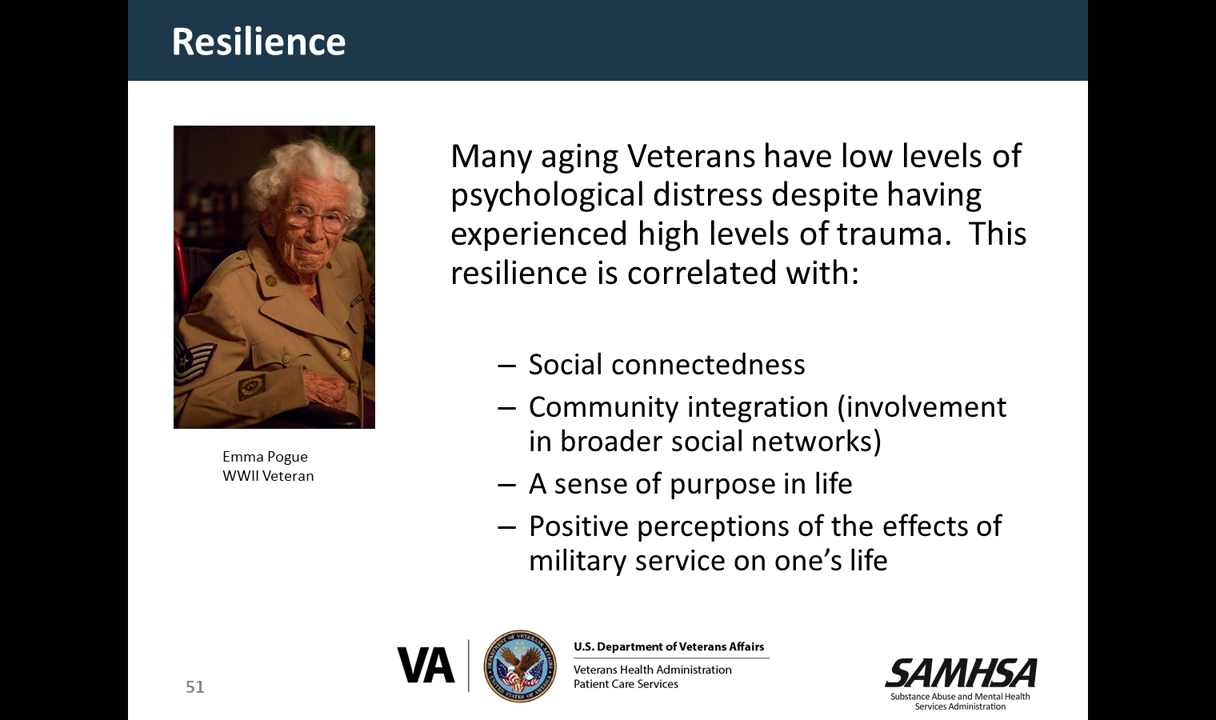 Resilience
Many aging Veterans have low levels of
psychological distress despite having
experienced high levels of trauma.  This
resilience is correlated with:
– Social connectedness
– Community integration (involvement
in broader social networks)
– A sense of purpose in life
– Positive perceptions of the effects of
military service on one’s life
Emma Pogue
WWII Veteran
51
VA
U.S. Department of Veterans Affairs
Veterans Health Administration
Patient Care Services
SAMHSA
Substance Abuse and Mental Health
Services Administration